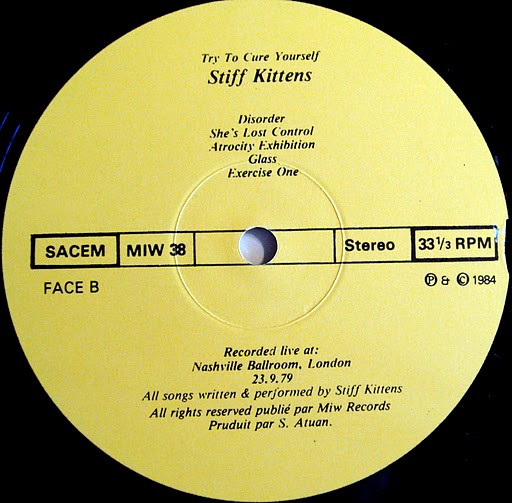 Try To Cure Yourself
Stiff Kittens
Disorder
She's Lost Control
Atrocity Exhibition
Glass
Exercise One
SACEM MIW 38 Stereo 33 1/3 RPM
FACE B ℗ & © 1984
Recorded live at:
Nashville Ballroom, London
23.9.79
All songs written & performed by Stiff Kittens
All rights reserved publié par Miw Records
Pruduit par S. Atuan.